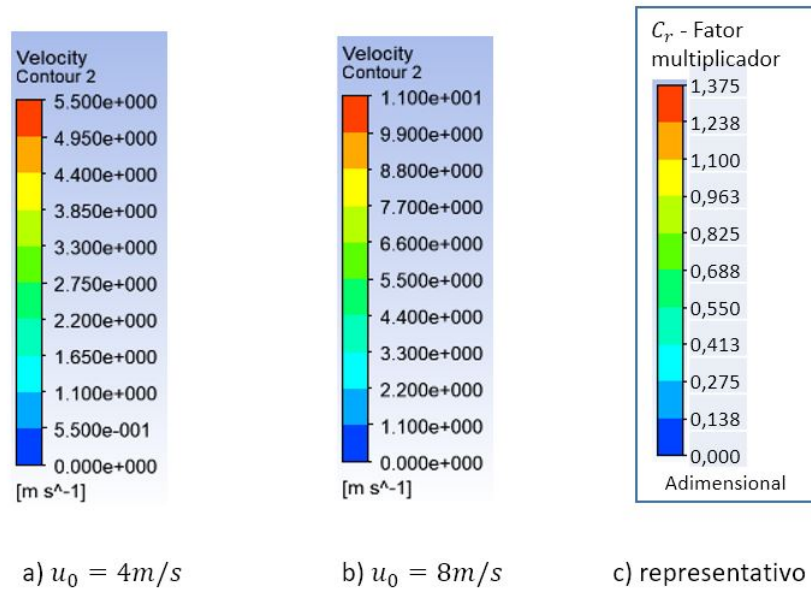 Velocity
Contour 2
5.500e+000
4.950e+000
4.400e+000
3.850e+000
3.300e+000
2.750e+000
2.200e+000
1.650e+000
1.100e+000
5.500e-001
0.000e+000
[m s^-1]
a) u₀ = 4m/s
Velocity
Contour 2
1.100e+001
9.900e+000
8.800e+000
7.700e+000
6.600e+000
5.500e+000
4.400e+000
3.300e+000
2.200e+000
1.100e+000
0.000e+000
[m s^-1]
b) u₀ = 8m/s
Cᵣ - Fator
multiplicador
1,375
1,238
1,100
0,963
0,825
0,688
0,550
0,413
0,275
0,138
0,000
Adimensional
c) representativo